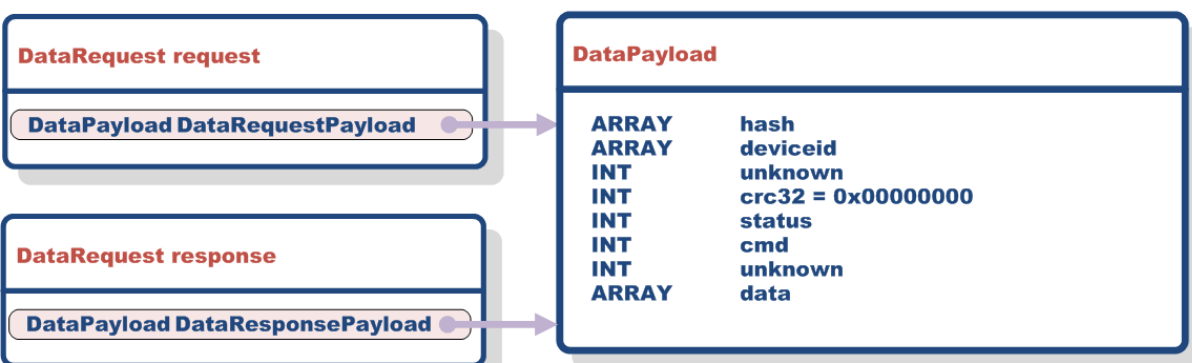 DataRequest request
DataPayload DataRequestPayload
DataRequest response
DataPayload DataResponsePayload
DataPayload
ARRAY hash
ARRAY deviceid
INT unknown
INT crc32 = 0x00000000
INT status
INT cmd
INT unknown
ARRAY data